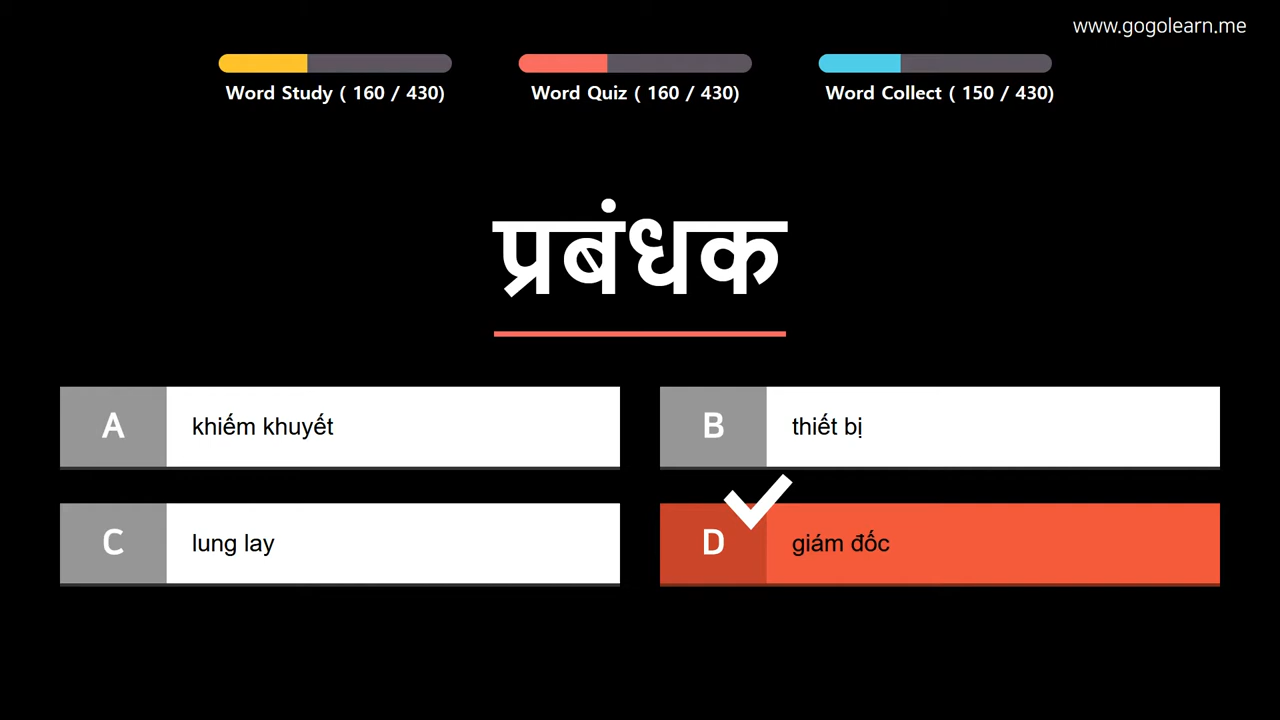 www.gogolearn.me
Word Study ( 160 / 430)
Word Quiz ( 160 / 430)
Word Collect ( 150 / 430)
प्रबंधक
A khiếm khuyết
B thiết bị
C lung lay
D giám đốc